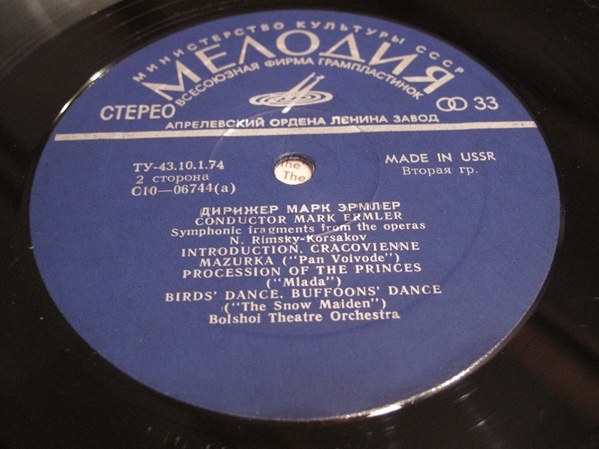 МИНИСТЕРСТВО КУЛЬТУРЫ СССР
МЕЛОДИЯ
ВСЕСОЮЗНАЯ ФИРМА ГРАМПЛАСТИНОК
СТЕРЕО 33
АПРЕЛЕВСКИЙ ОРДЕНА ЛЕНИНА ЗАВОД
ТУ-43.10.1.74 the MADE IN USSR
2 сторона The Вторая гр.
С10—06744(а)
ДИРИЖЕР МАРК ЭРМЛЕР
CONDUCTOR MARK ERMLER
Symphonic fragments from the operas
N. Rimsky-Korsakov
INTRODUCTION. CRACOVIENNE
MAZURKA ("Pan Voivode")
PROCESSION OF THE PRINCES
("Mlada")
BIRDS' DANCE. BUFFOONS' DANCE
("The Snow Maiden")
Bolshoi Theatre Orchestra